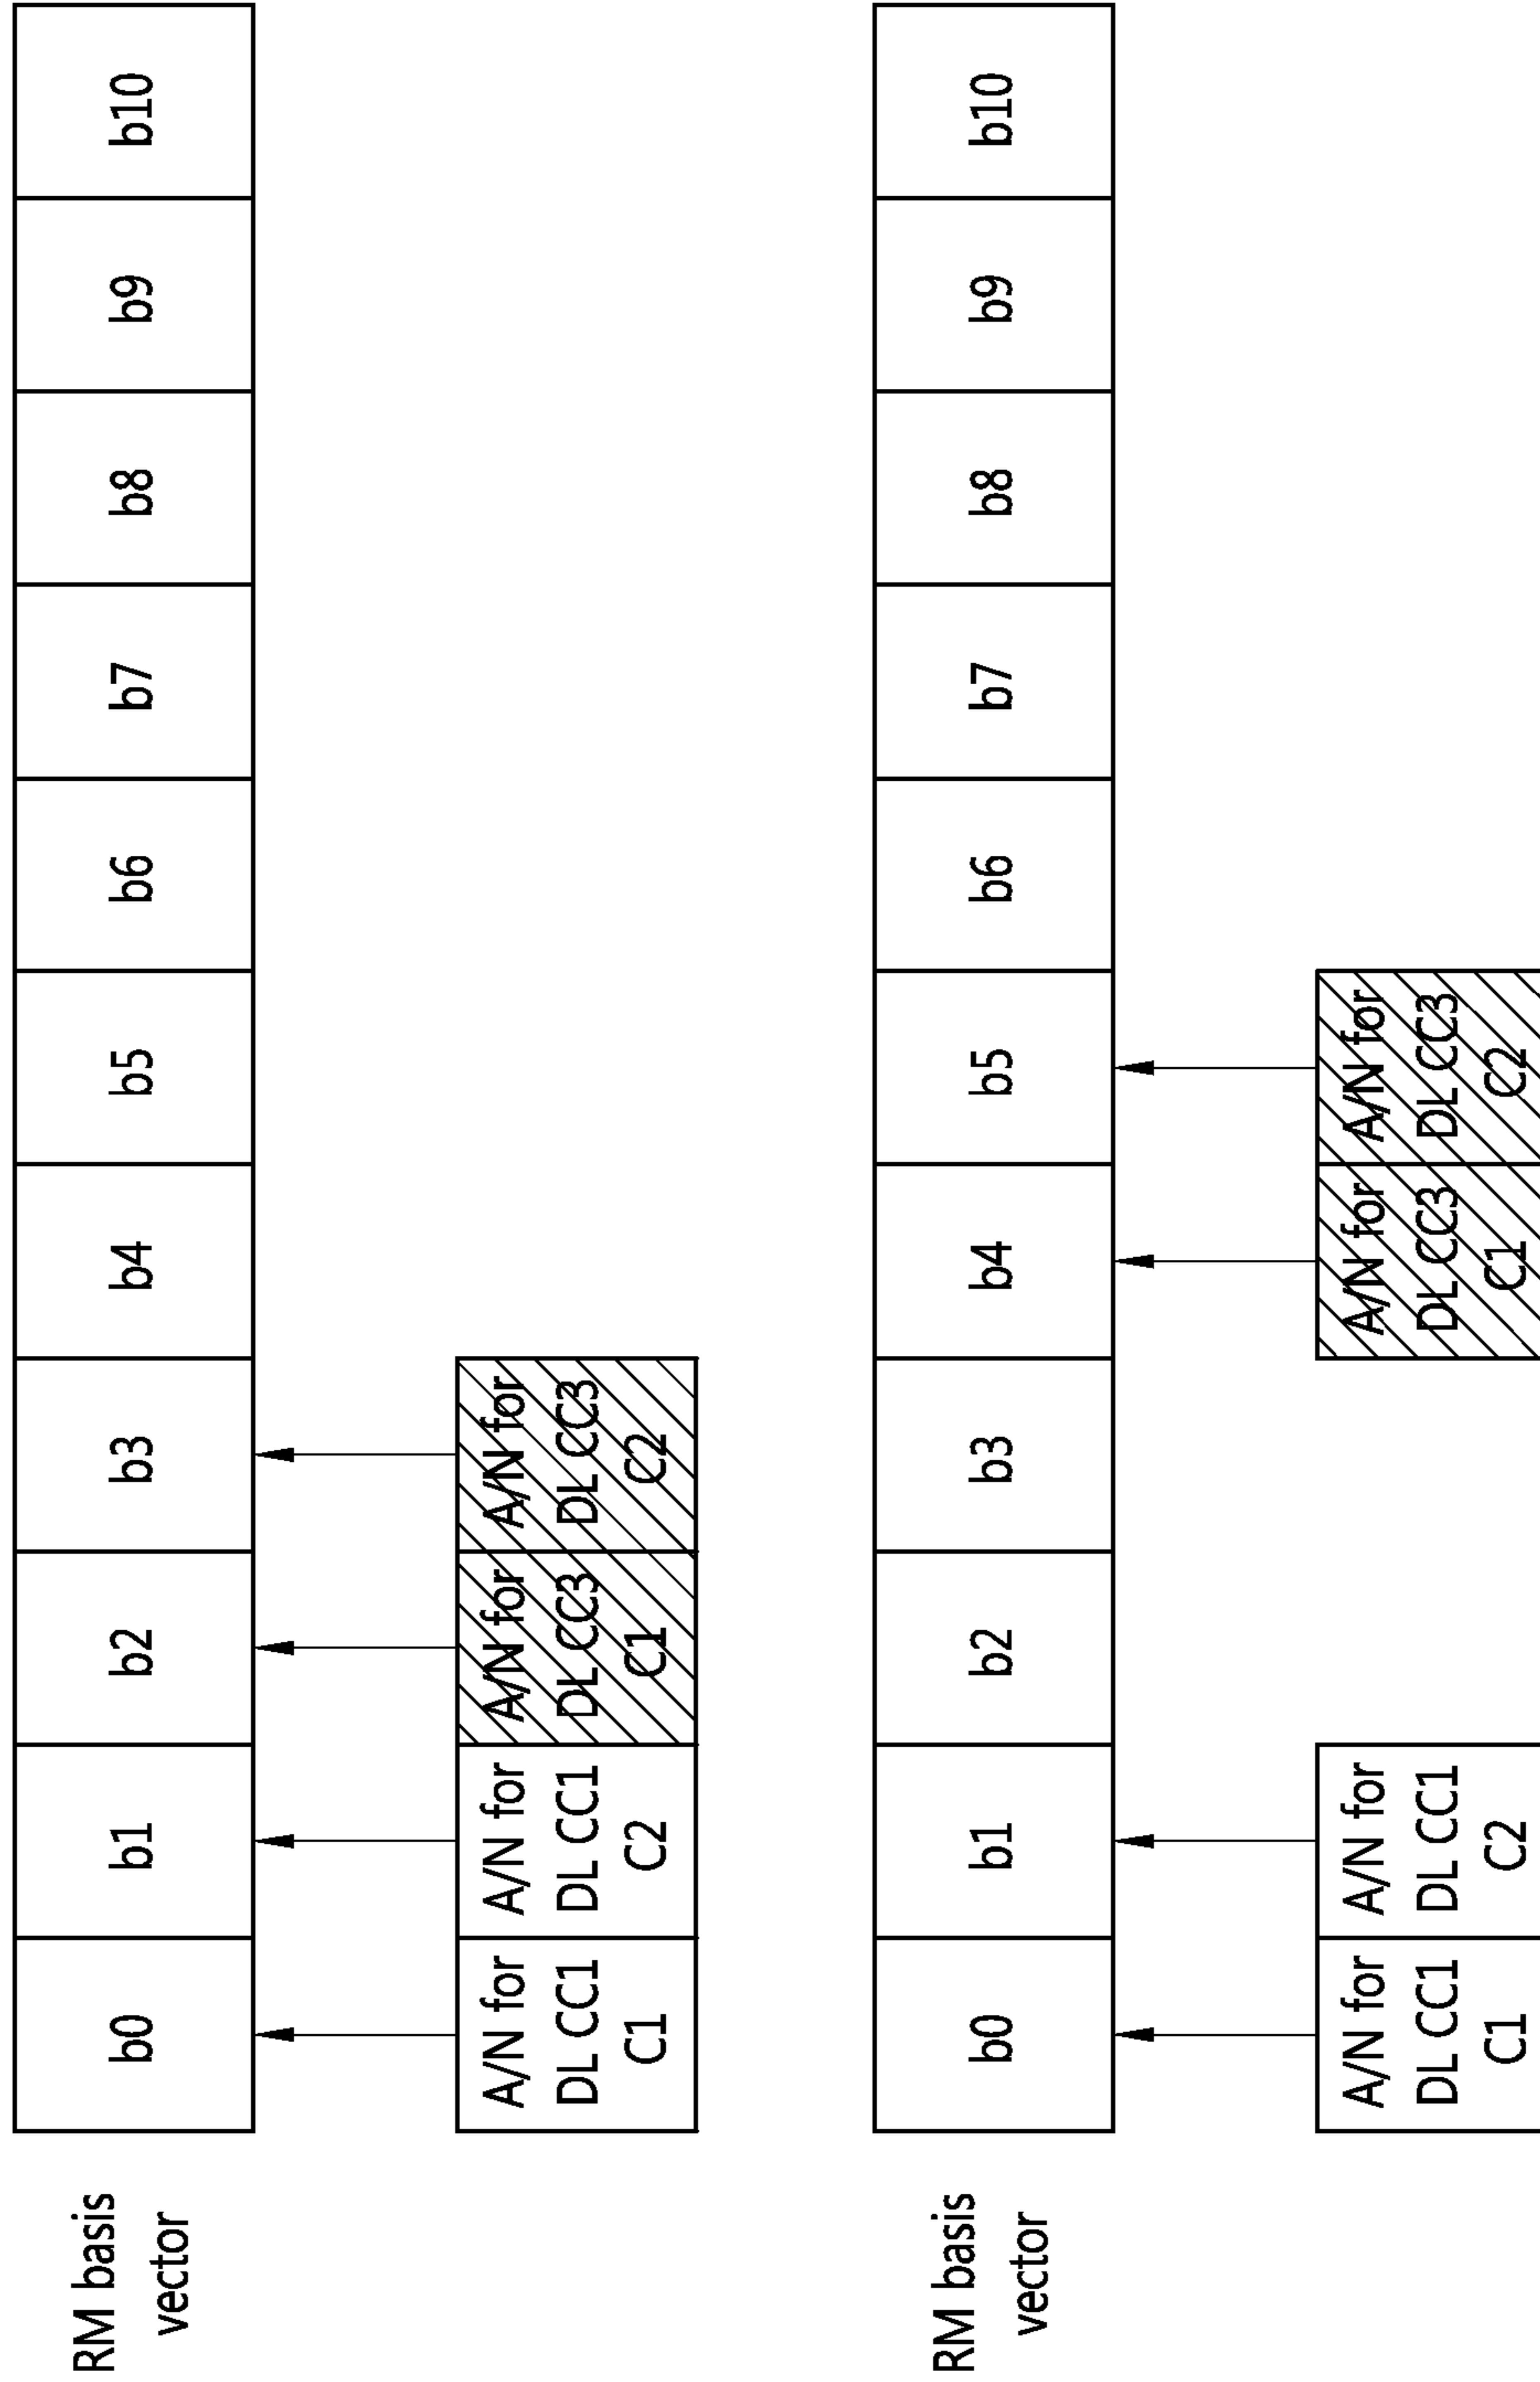 RM basis
vector
b0
b1
b2
b3
b4
b5
b6
b7
b8
b9
b10
A/N for
DL CC1
C1
A/N for
DL CC1
C2
A/N for
DL CC3
C1
A/N for
DL CC3
C2
RM basis
vector
b0
b1
b2
b3
b4
b5
b6
b7
b8
b9
b10
A/N for
DL CC1
C1
A/N for
DL CC1
C2
A/N for
DL CC3
C1
A/N for
DL CC3
C2